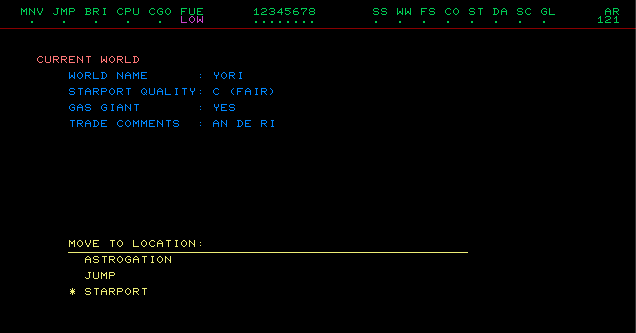 MNV JMP BRI CPU CGO FUE 12345678 SS WW FS CO ST DA SC GL AR
. . . . . LOW ........ . . . . . . . . 121
CURRENT WORLD
WORLD NAME : YORI
STARPORT QUALITY: C (FAIR)
GAS GIANT : YES
TRADE COMMENTS : AN DE RI
MOVE TO LOCATION:
ASTROGATION
JUMP
* STARPORT